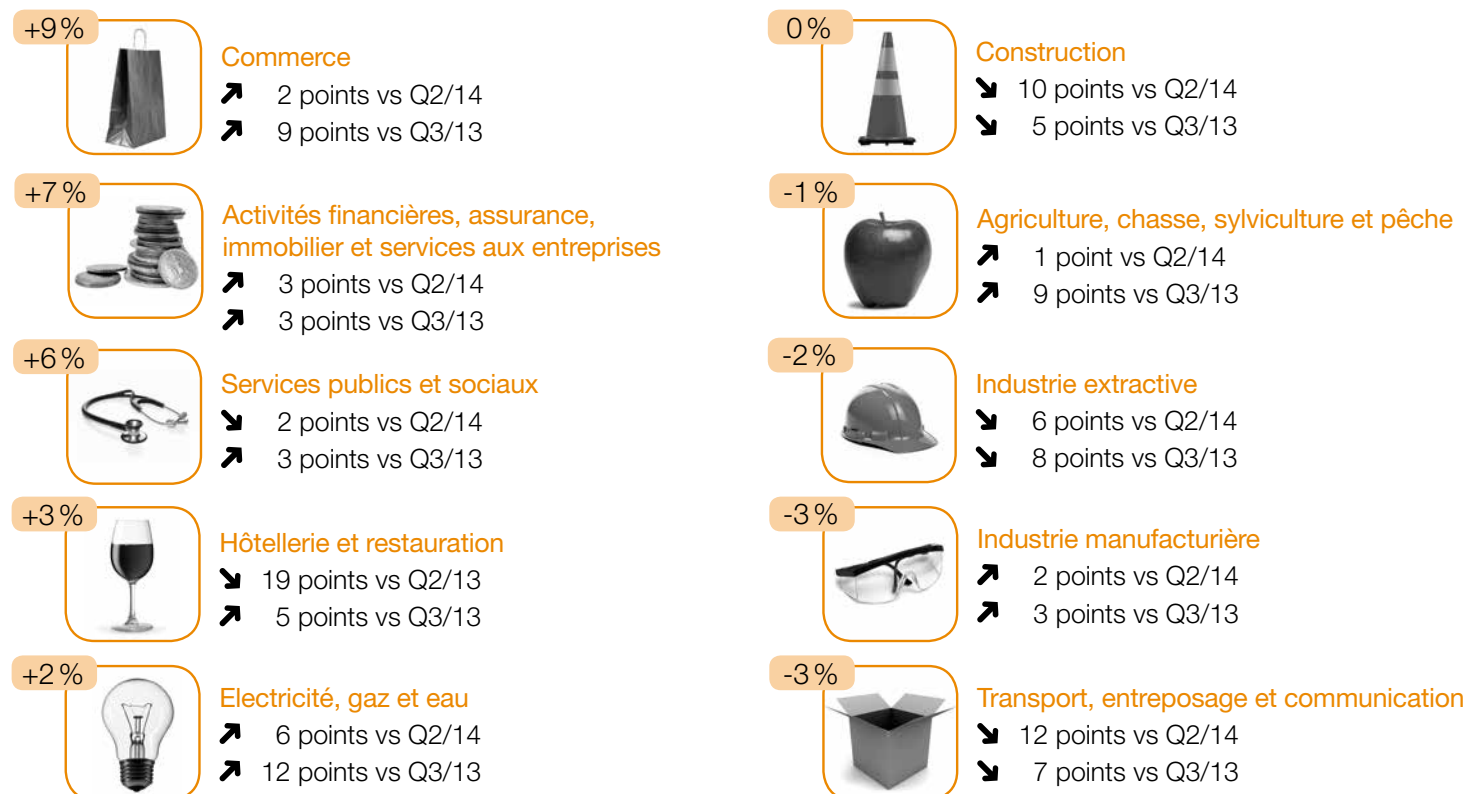 +9%
Commerce
↗ 2 points vs Q2/14
↗ 9 points vs Q3/13
+7%
Activités financières, assurance,
immobilier et services aux entreprises
↗ 3 points vs Q2/14
↗ 3 points vs Q3/13
+6%
Services publics et sociaux
↘ 2 points vs Q2/14
↗ 3 points vs Q3/13
+3%
Hôtellerie et restauration
↘ 19 points vs Q2/13
↗ 5 points vs Q3/13
+2%
Electricité, gaz et eau
↗ 6 points vs Q2/14
↗ 12 points vs Q3/13
0%
Construction
↘ 10 points vs Q2/14
↘ 5 points vs Q3/13
-1%
Agriculture, chasse, sylviculture et pêche
↗ 1 point vs Q2/14
↗ 9 points vs Q3/13
-2%
Industrie extractive
↘ 6 points vs Q2/14
↘ 8 points vs Q3/13
-3%
Industrie manufacturière
↗ 2 points vs Q2/14
↗ 3 points vs Q3/13
-3%
Transport, entreposage et communication
↘ 12 points vs Q2/14
↘ 7 points vs Q3/13